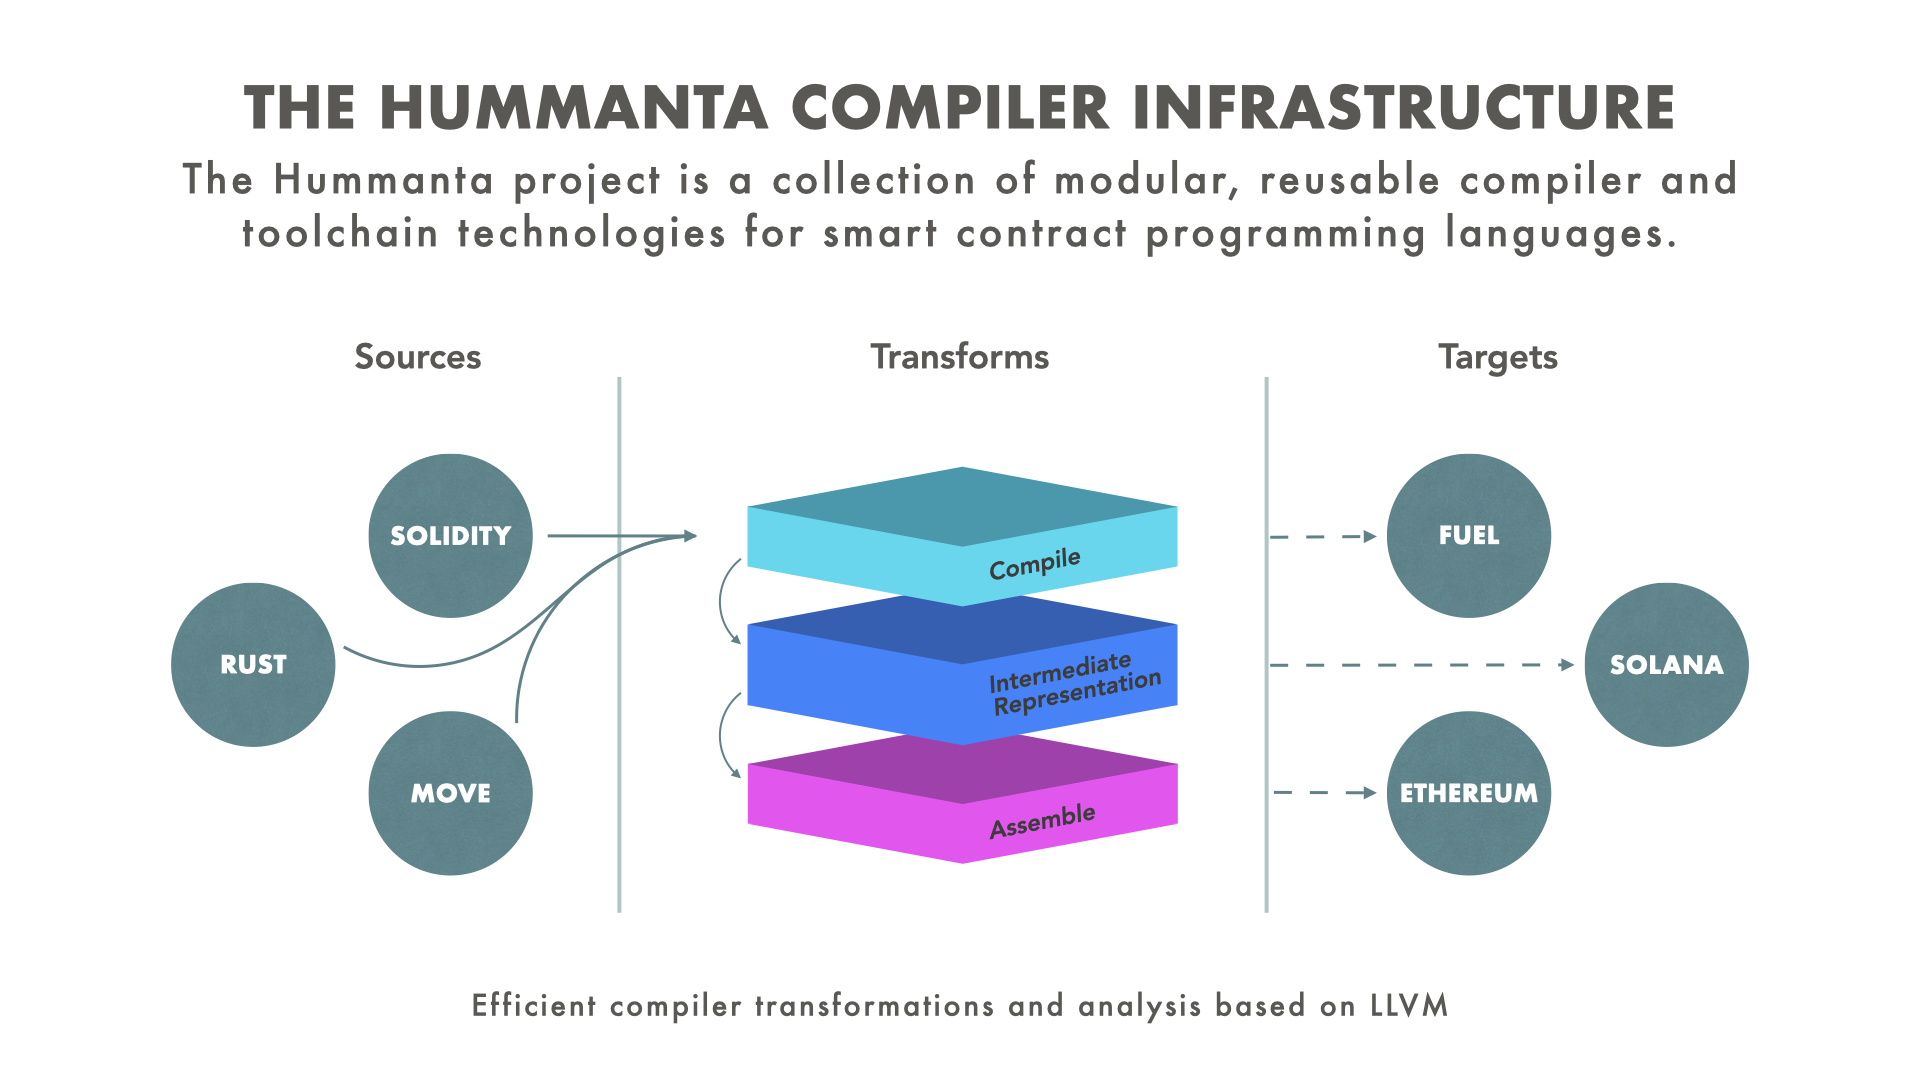 THE HUMMANTA COMPILER INFRASTRUCTURE
The Hummanta project is a collection of modular, reusable compiler and
toolchain technologies for smart contract programming languages.
Sources
Transforms
Targets
SOLIDITY
RUST
MOVE
Compile
Intermediate
Representation
Assemble
FUEL
SOLANA
ETHEREUM
Efficient compiler transformations and analysis based on LLVM